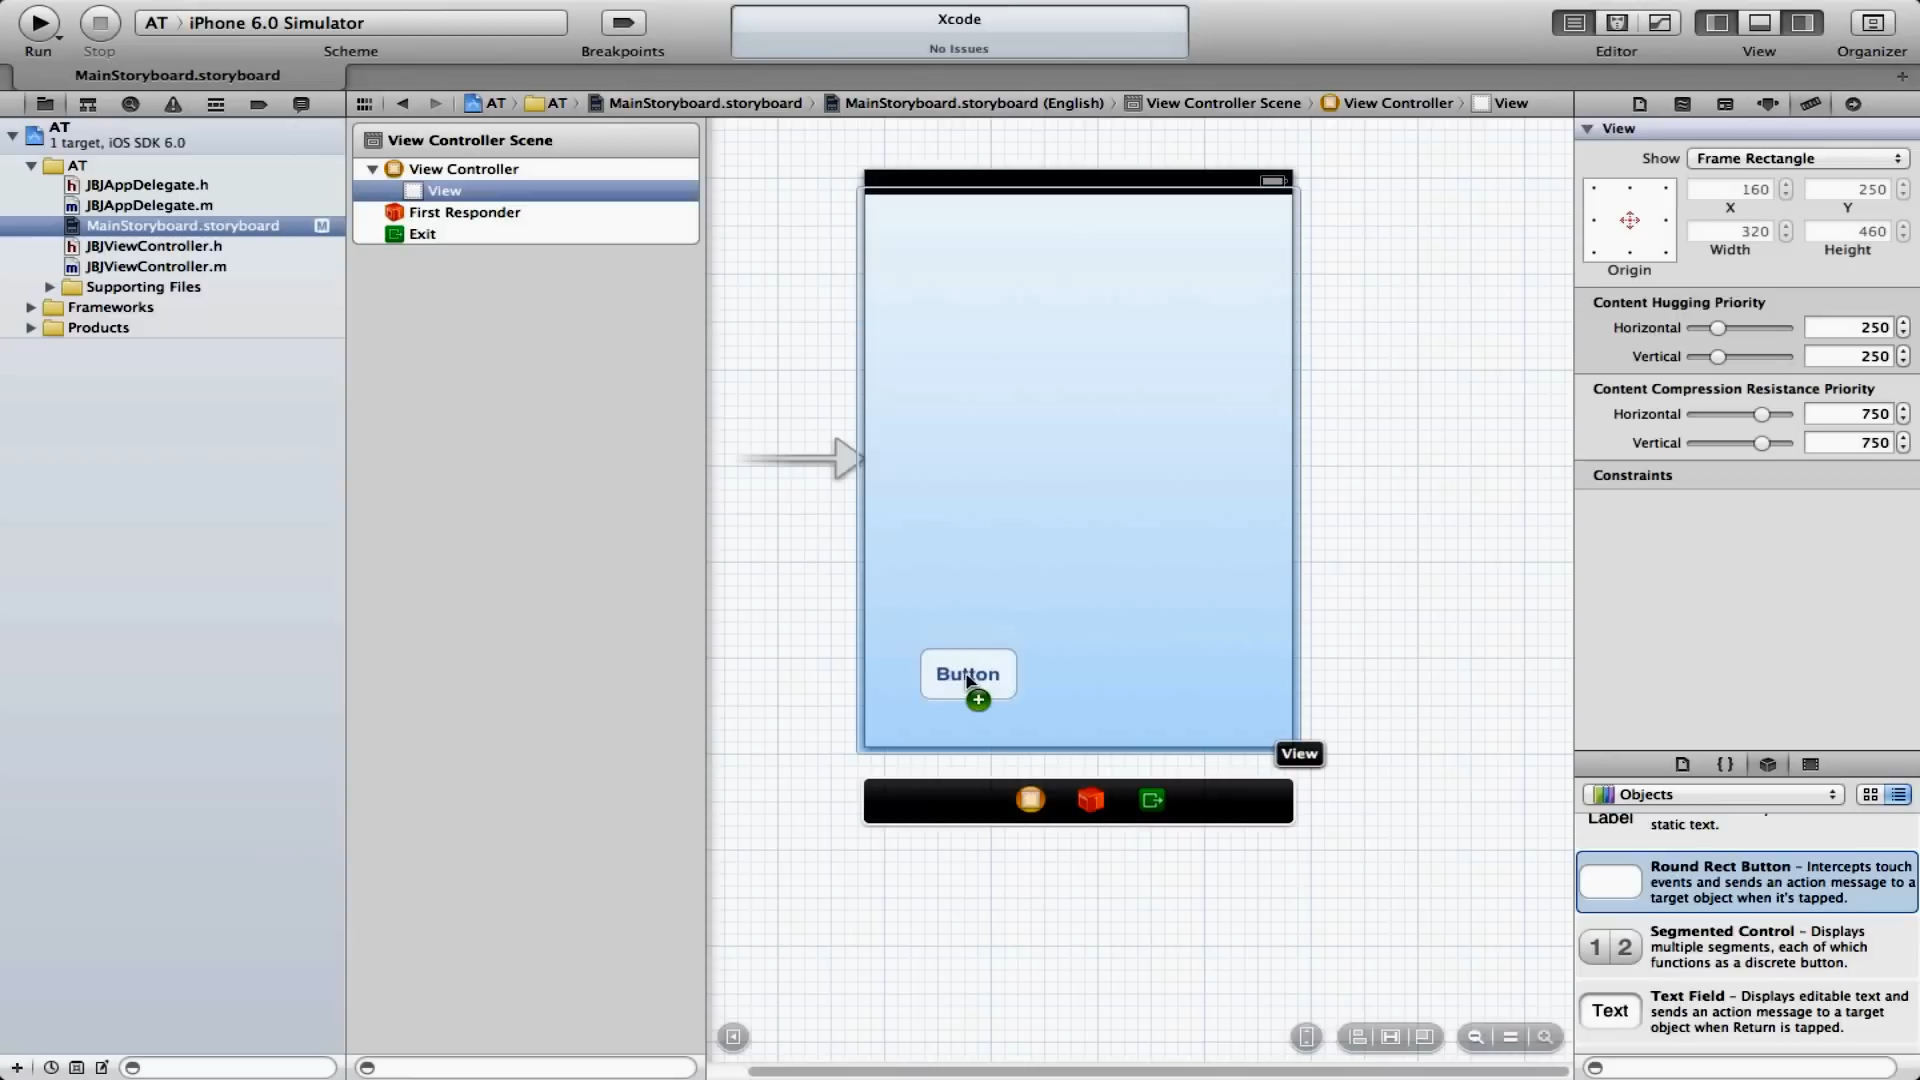 AT 〉 iPhone 6.0 Simulator
Xcode
No Issues
Run
Stop
Scheme
Breakpoints
Editor
View
Organizer
MainStoryboard.storyboard
AT
AT
MainStoryboard.storyboard
MainStoryboard.storyboard (English)
View Controller Scene
View Controller
View
AT
1 target, iOS SDK 6.0
AT
JBJAppDelegate.h
JBJAppDelegate.m
MainStoryboard.storyboard M
JBJViewController.h
JBJViewController.m
Supporting Files
Frameworks
Products
View Controller Scene
View Controller
View
First Responder
Exit
Button
View
View
Show Frame Rectangle
160 250
X Y
320 460
Width Height
Origin
Content Hugging Priority
Horizontal 250
Vertical 250
Content Compression Resistance Priority
Horizontal 750
Vertical 750
Constraints
Objects
Label
static text.
Round Rect Button – Intercepts touch
events and sends an action message to a
target object when it's tapped.
1 2
Segmented Control – Displays
multiple segments, each of which
functions as a discrete button.
Text
Text Field – Displays editable text and
sends an action message to a target
object when Return is tapped.